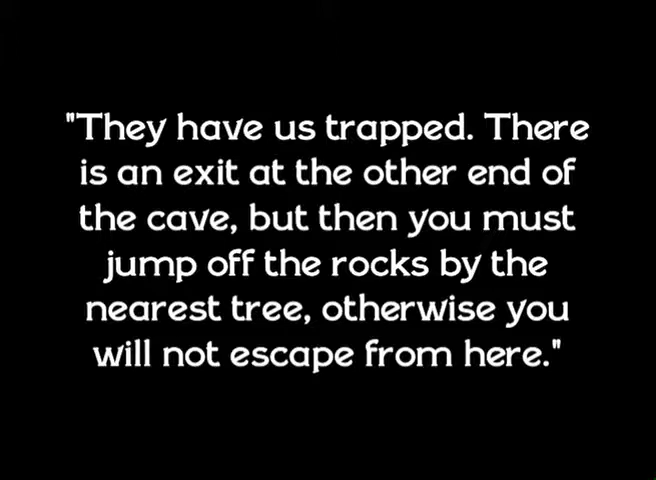 "They have us trapped. There
is an exit at the other end of
the cave, but then you must
jump off the rocks by the
nearest tree, otherwise you
will not escape from here."